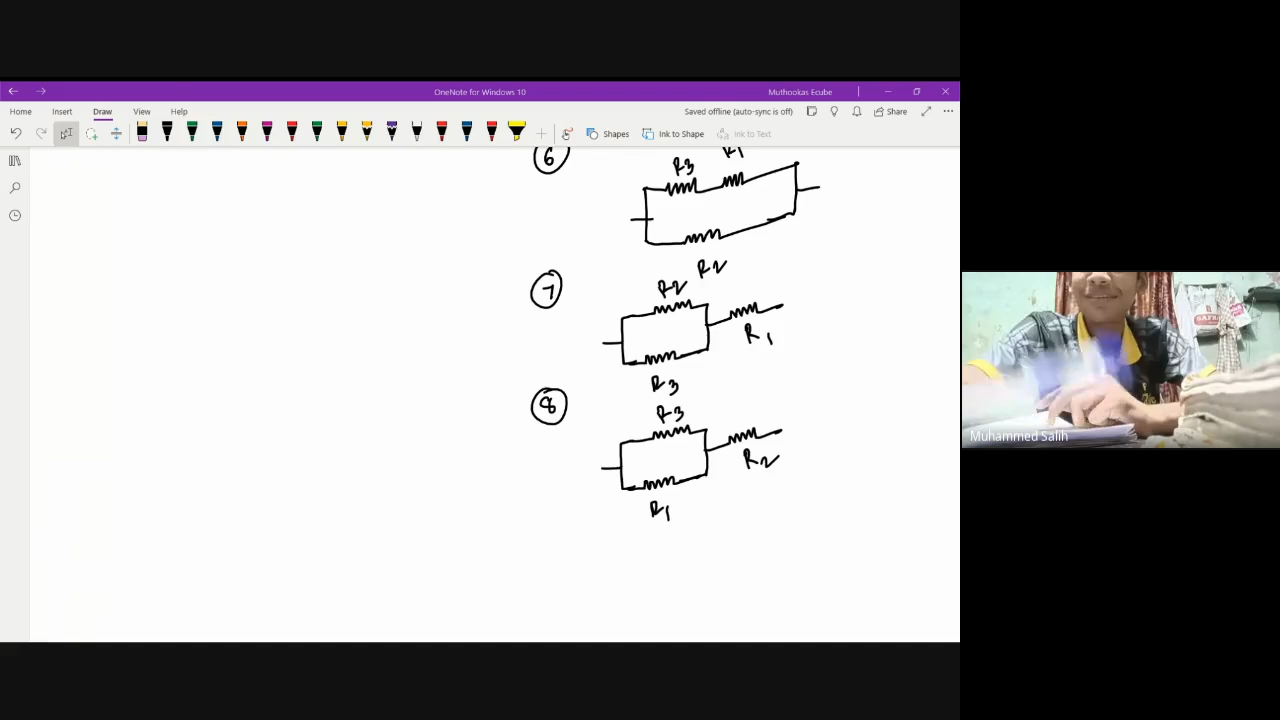 OneNote for Windows 10
Muthookas Ecube
Home Insert Draw View Help
Saved offline (auto-sync is off)
Share
Shapes
Ink to Shape
Ink to Text
6
R3 R1
R2
7
R2
R1
R3
8
R3
R2
R1
Muhammed Salih